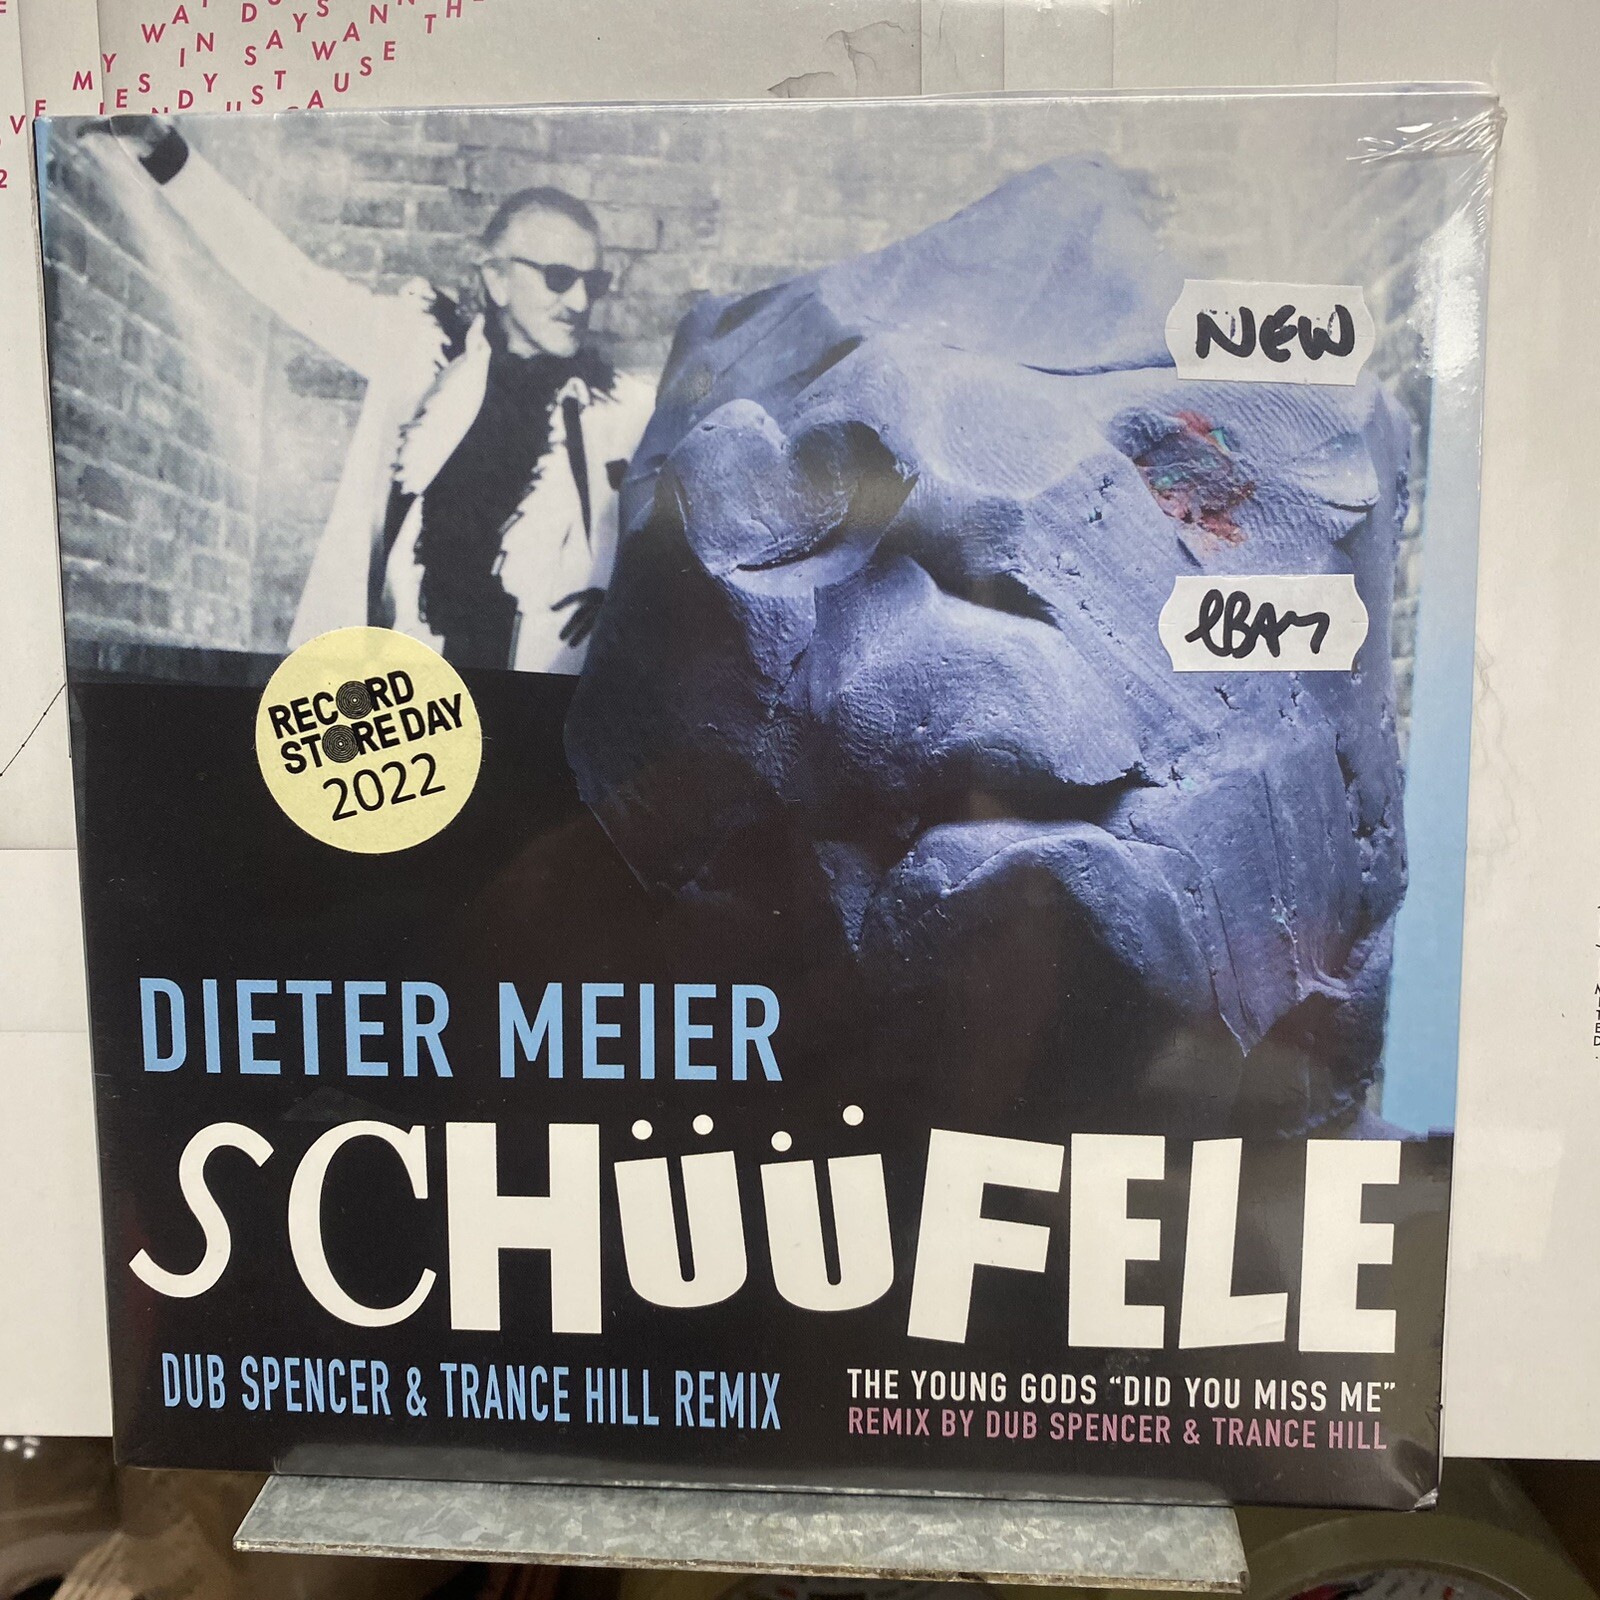 NEW
eBAY
RECORD
STORE DAY
2022
DIETER MEIER
SCHÜÜFELE
DUB SPENCER & TRANCE HILL REMIX
THE YOUNG GODS “DID YOU MISS ME”
REMIX BY DUB SPENCER & TRANCE HILL